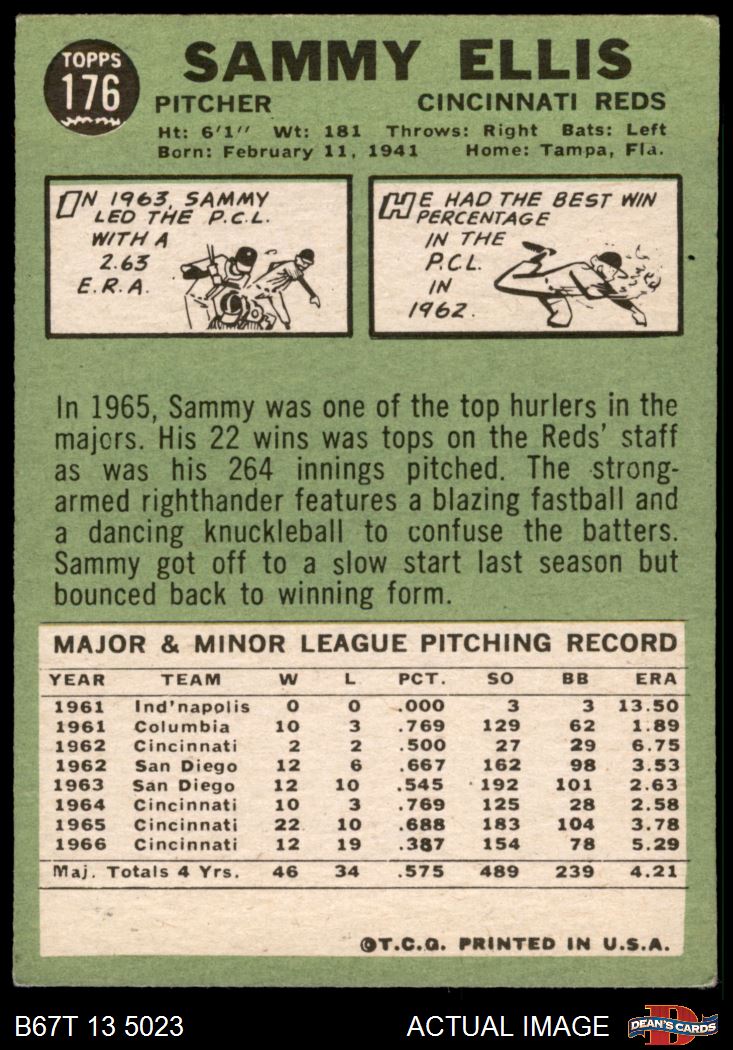 TOPPS
176
SAMMY ELLIS
PITCHER CINCINNATI REDS
Ht: 6'1" Wt: 181 Throws: Right Bats: Left
Born: February 11, 1941 Home: Tampa, Fla.
IN 1963, SAMMY
LED THE P.C.L.
WITH A
2.63
E.R.A.
HE HAD THE BEST WIN
PERCENTAGE
IN THE
P.C.L.
IN
1962.
In 1965, Sammy was one of the top hurlers in the
majors. His 22 wins was tops on the Reds' staff
as was his 264 innings pitched. The strong-
armed righthander features a blazing fastball and
a dancing knuckleball to confuse the batters.
Sammy got off to a slow start last season but
bounced back to winning form.
MAJOR & MINOR LEAGUE PITCHING RECORD
YEAR TEAM W L PCT. SO BB ERA
1961 Ind'napolis 0 0 .000 3 3 13.50
1961 Columbia 10 3 .769 129 62 1.89
1962 Cincinnati 2 2 .500 27 29 6.75
1962 San Diego 12 6 .667 162 98 3.53
1963 San Diego 12 10 .545 192 101 2.63
1964 Cincinnati 10 3 .769 125 28 2.58
1965 Cincinnati 22 10 .688 183 104 3.78
1966 Cincinnati 12 19 .387 154 78 5.29
Maj. Totals 4 Yrs. 46 34 .575 489 239 4.21
©T.C.G. PRINTED IN U.S.A.
B67T 13 5023 ACTUAL IMAGE
D
DEAN'S CARDS